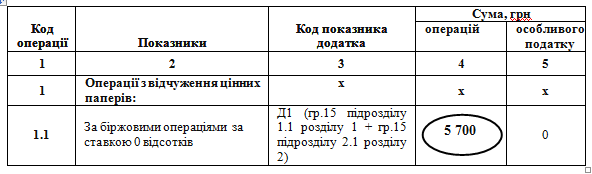 Сума, грн
Код операції
Показники
Код показника додатка
операцій
особливого податку
1
2
3
4
5
1
Операції з відчуження цінних паперів:
х
х
х
1.1
За біржовими операціями за ставкою 0 відсотків
Д1 (гр.15 підрозділу 1.1 розділу 1 + гр.15 підрозділу 2.1 розділу 2)
5 700
0